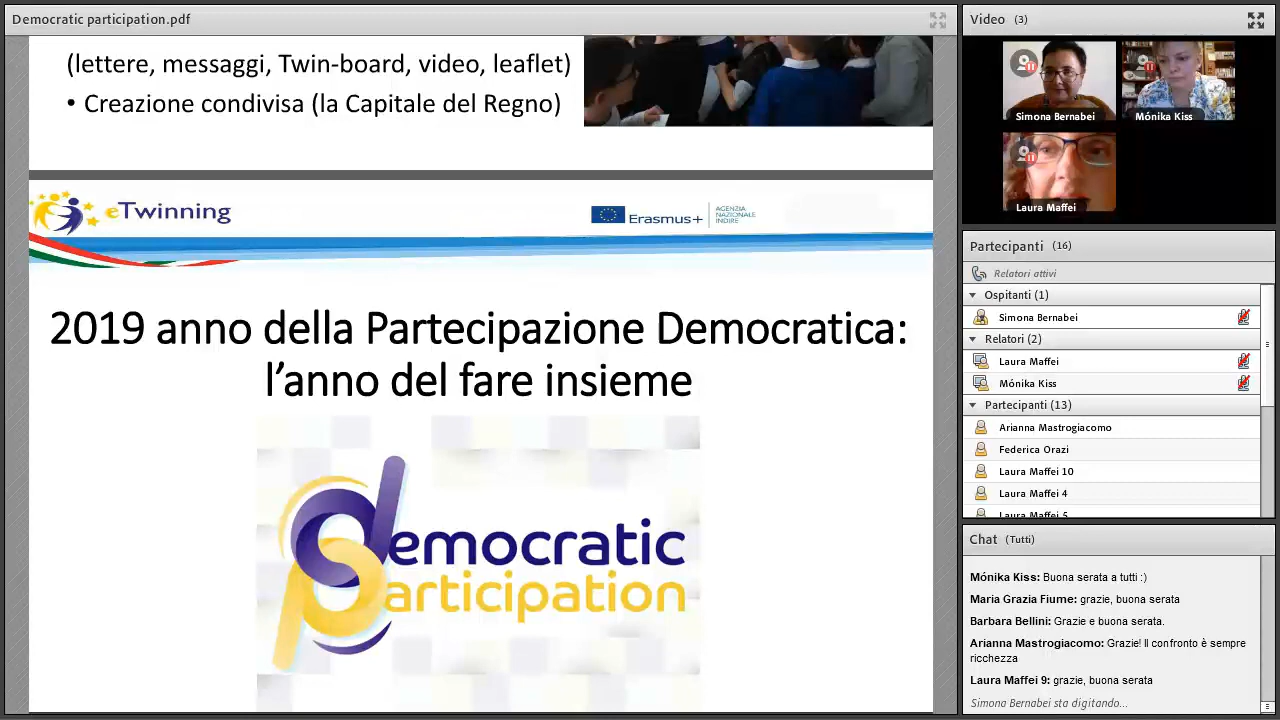 Democratic participation.pdf
(lettere, messaggi, Twin-board, video, leaflet)
• Creazione condivisa (la Capitale del Regno)
eTwinning
Erasmus+
AGENZIA
NAZIONALE
INDIRE
2019 anno della Partecipazione Democratica:
l’anno del fare insieme
democratic
participation
Video (3)
Simona Bernabei
Mónika Kiss
Laura Maffei
Partecipanti (16)
Relatori attivi
Ospitanti (1)
Simona Bernabei
Relatori (2)
Laura Maffei
Mónika Kiss
Partecipanti (13)
Arianna Mastrogiacomo
Federica Orazi
Laura Maffei 10
Laura Maffei 4
Laura Maffei 5
Chat (Tutti)
Mónika Kiss: Buona serata a tutti :)
Maria Grazia Fiume: grazie, buona serata
Barbara Bellini: Grazie e buona serata.
Arianna Mastrogiacomo: Grazie! Il confronto è sempre
ricchezza
Laura Maffei 9: grazie, buona serata
Simona Bernabei sta digitando...